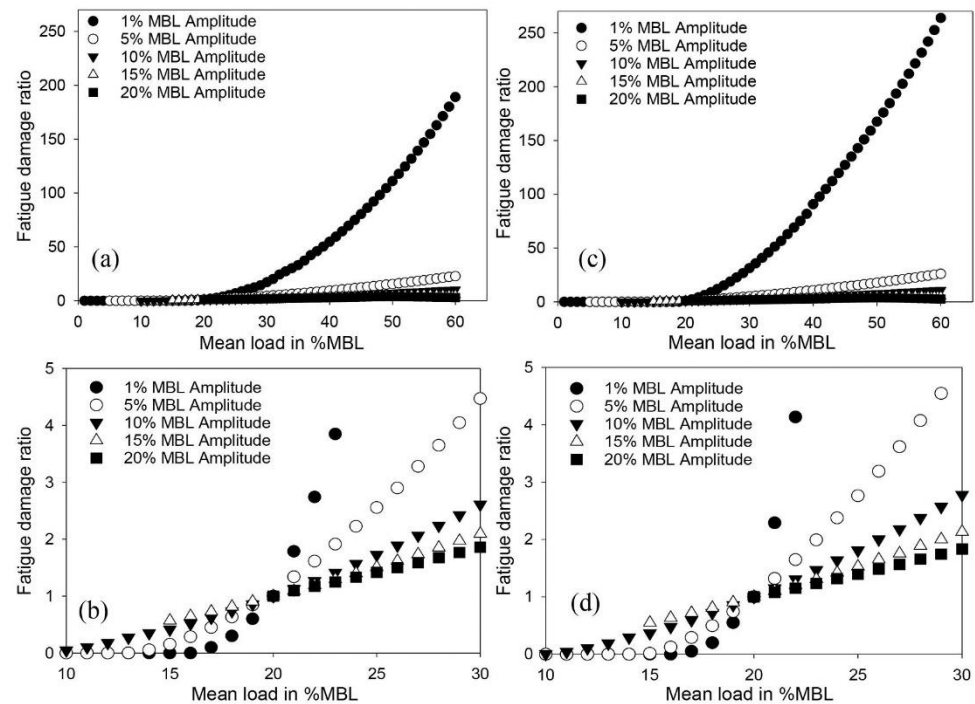 250
200
150
100
50
0
Fatigue damage ratio
1% MBL Amplitude
5% MBL Amplitude
10% MBL Amplitude
15% MBL Amplitude
20% MBL Amplitude
(a)
0 10 20 30 40 50 60
Mean load in %MBL
250
200
150
100
50
0
Fatigue damage ratio
1% MBL Amplitude
5% MBL Amplitude
10% MBL Amplitude
15% MBL Amplitude
20% MBL Amplitude
(c)
0 10 20 30 40 50 60
Mean load in %MBL
5
4
3
2
1
0
Fatigue damage ratio
1% MBL Amplitude
5% MBL Amplitude
10% MBL Amplitude
15% MBL Amplitude
20% MBL Amplitude
(b)
10 15 20 25 30
Mean load in %MBL
5
4
3
2
1
0
Fatigue damage ratio
1% MBL Amplitude
5% MBL Amplitude
10% MBL Amplitude
15% MBL Amplitude
20% MBL Amplitude
(d)
10 15 20 25 30
Mean load in %MBL